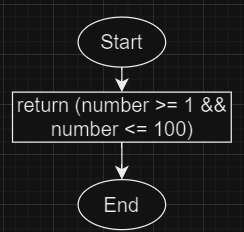 Start
return (number >= 1 &&
number <= 100)
End